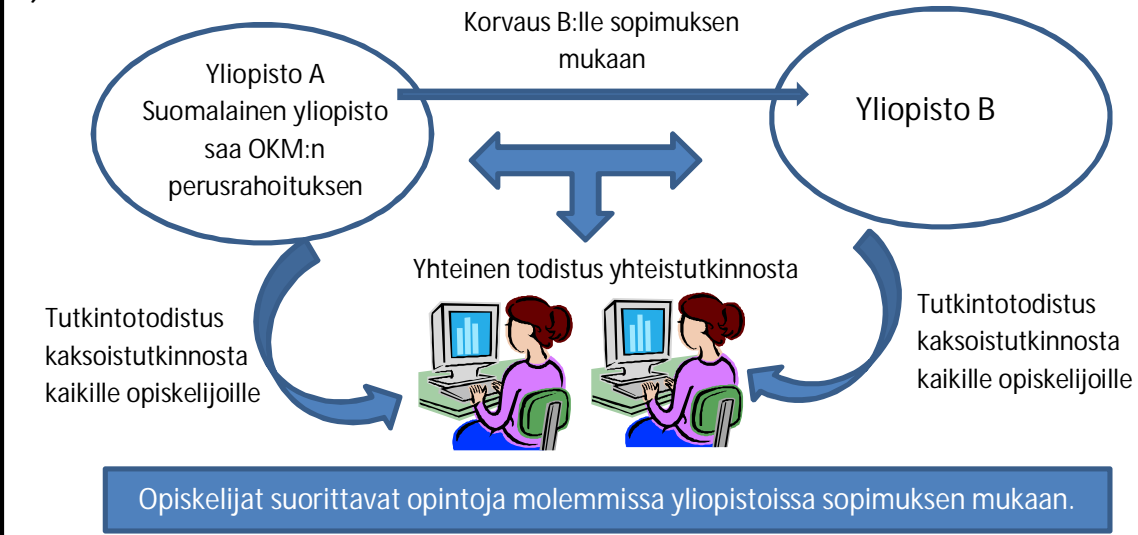 Korvaus B:lle sopimuksen
mukaan
Yliopisto A
Suomalainen yliopisto
saa OKM:n
perusrahoituksen
Yliopisto B
Yhteinen todistus yhteistutkinnosta
Tutkintotodistus
kaksoistutkinnosta
kaikille opiskelijoille
Tutkintotodistus
kaksoistutkinnosta
kaikille opiskelijoille
Opiskelijat suorittavat opintoja molemmissa yliopistoissa sopimuksen mukaan.